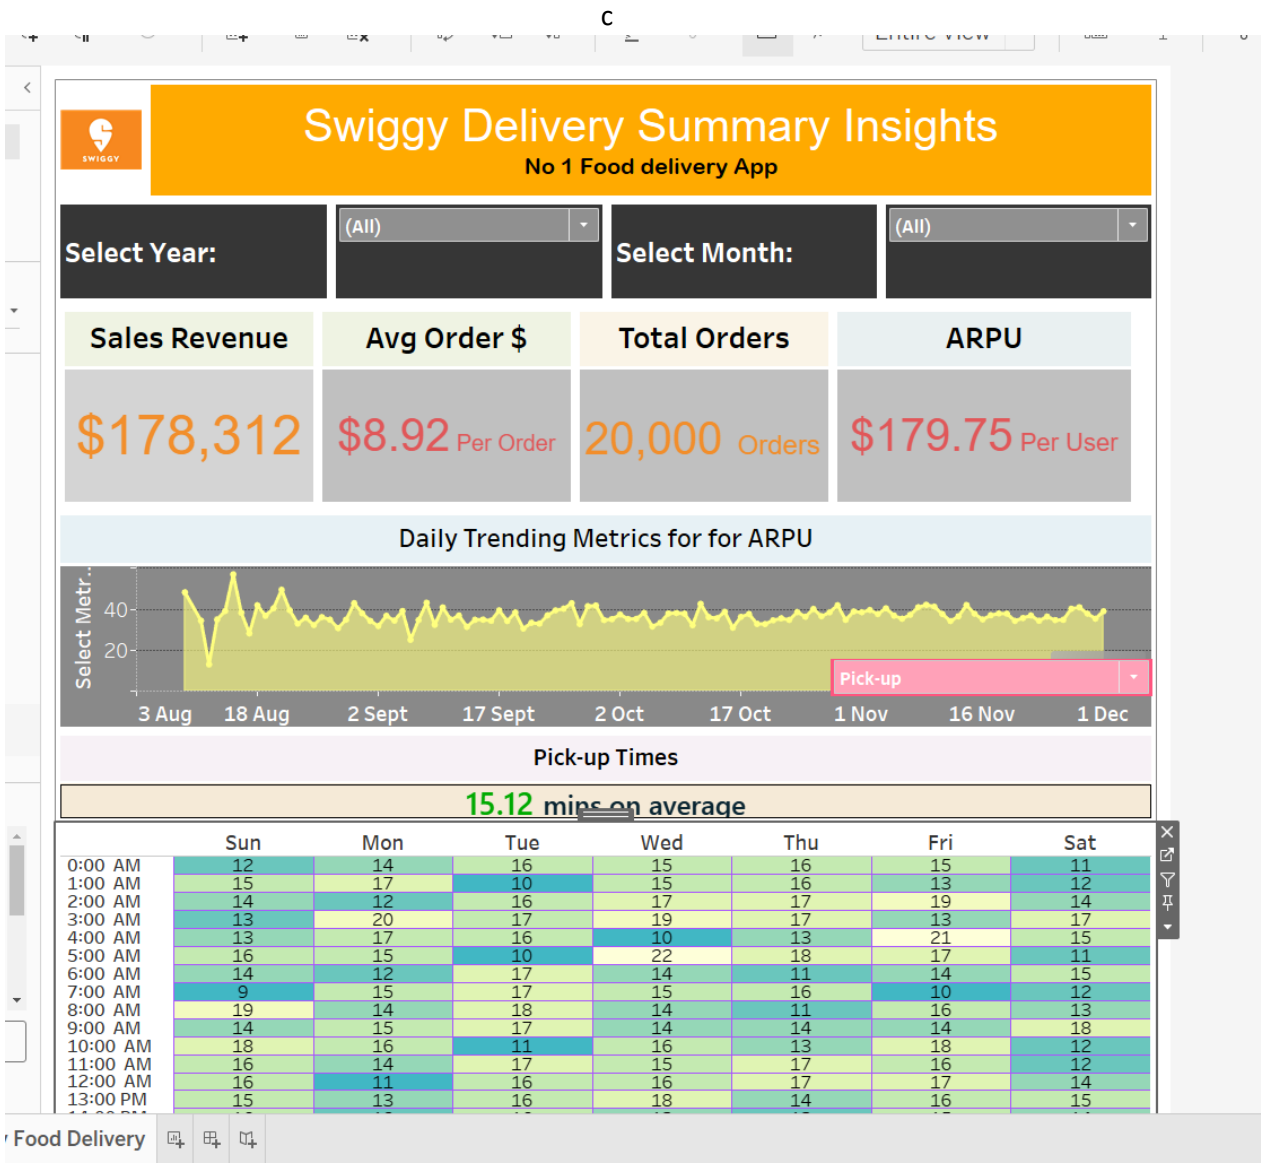 c
Entire View
SWIGGY
Swiggy Delivery Summary Insights
No 1 Food delivery App
Select Year:
(All)
Select Month:
(All)
Sales Revenue
Avg Order $
Total Orders
ARPU
$178,312
$8.92 Per Order
20,000 Orders
$179.75 Per User
Daily Trending Metrics for for ARPU
Select Metr..
40
20
Pick-up
3 Aug 18 Aug 2 Sept 17 Sept 2 Oct 17 Oct 1 Nov 16 Nov 1 Dec
Pick-up Times
15.12 mins on average
Sun Mon Tue Wed Thu Fri Sat
0:00 AM 12 14 16 15 16 15 11
1:00 AM 15 17 10 15 16 13 12
2:00 AM 14 12 16 17 17 19 14
3:00 AM 13 20 17 19 17 13 17
4:00 AM 13 17 16 10 13 21 15
5:00 AM 16 15 10 22 18 17 11
6:00 AM 14 12 17 14 11 14 15
7:00 AM 9 15 17 15 16 10 12
8:00 AM 19 14 18 14 11 16 13
9:00 AM 14 15 17 14 14 14 18
10:00 AM 18 16 11 16 13 18 12
11:00 AM 16 14 17 15 17 16 12
12:00 AM 16 11 16 16 17 17 14
13:00 PM 15 13 16 18 14 16 15
Food Delivery